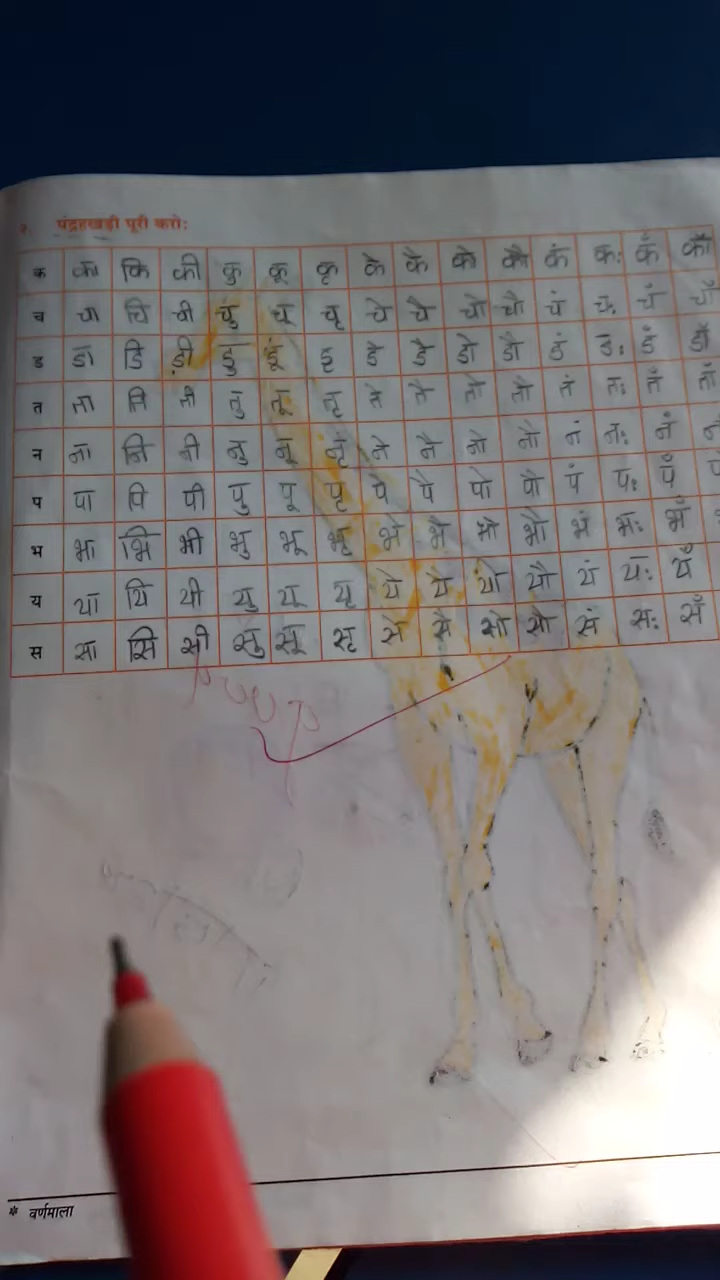 पंद्रहखड़ी पूरी करो:
क का कि की कु कू कृ के कै को कौ कं क: कँ कॉ
च चा चि ची चु चू चृ चे चै चो चौ चं च: चँ चॉ
ड डा डि डी डु डू डृ डे डै डो डौ डं ड: डँ डॉ
त ता ति ती तु तू तृ ते तै तो तौ तं त: तँ तॉ
न ना नि नी नु नू नृ ने नै नो नौ नं न: नँ
प पा पि पी पु पू पृ पे पै पो पौ पं प: पँ
भ भा भि भी भु भू भृ भे भै भो भौ भं भ: भँ
य या यि यी यु यू यृ ये यै यो यौ यं य: यँ
स सा सि सी सु सू सृ से सै सो सौ सं स: सँ
* वर्णमाला